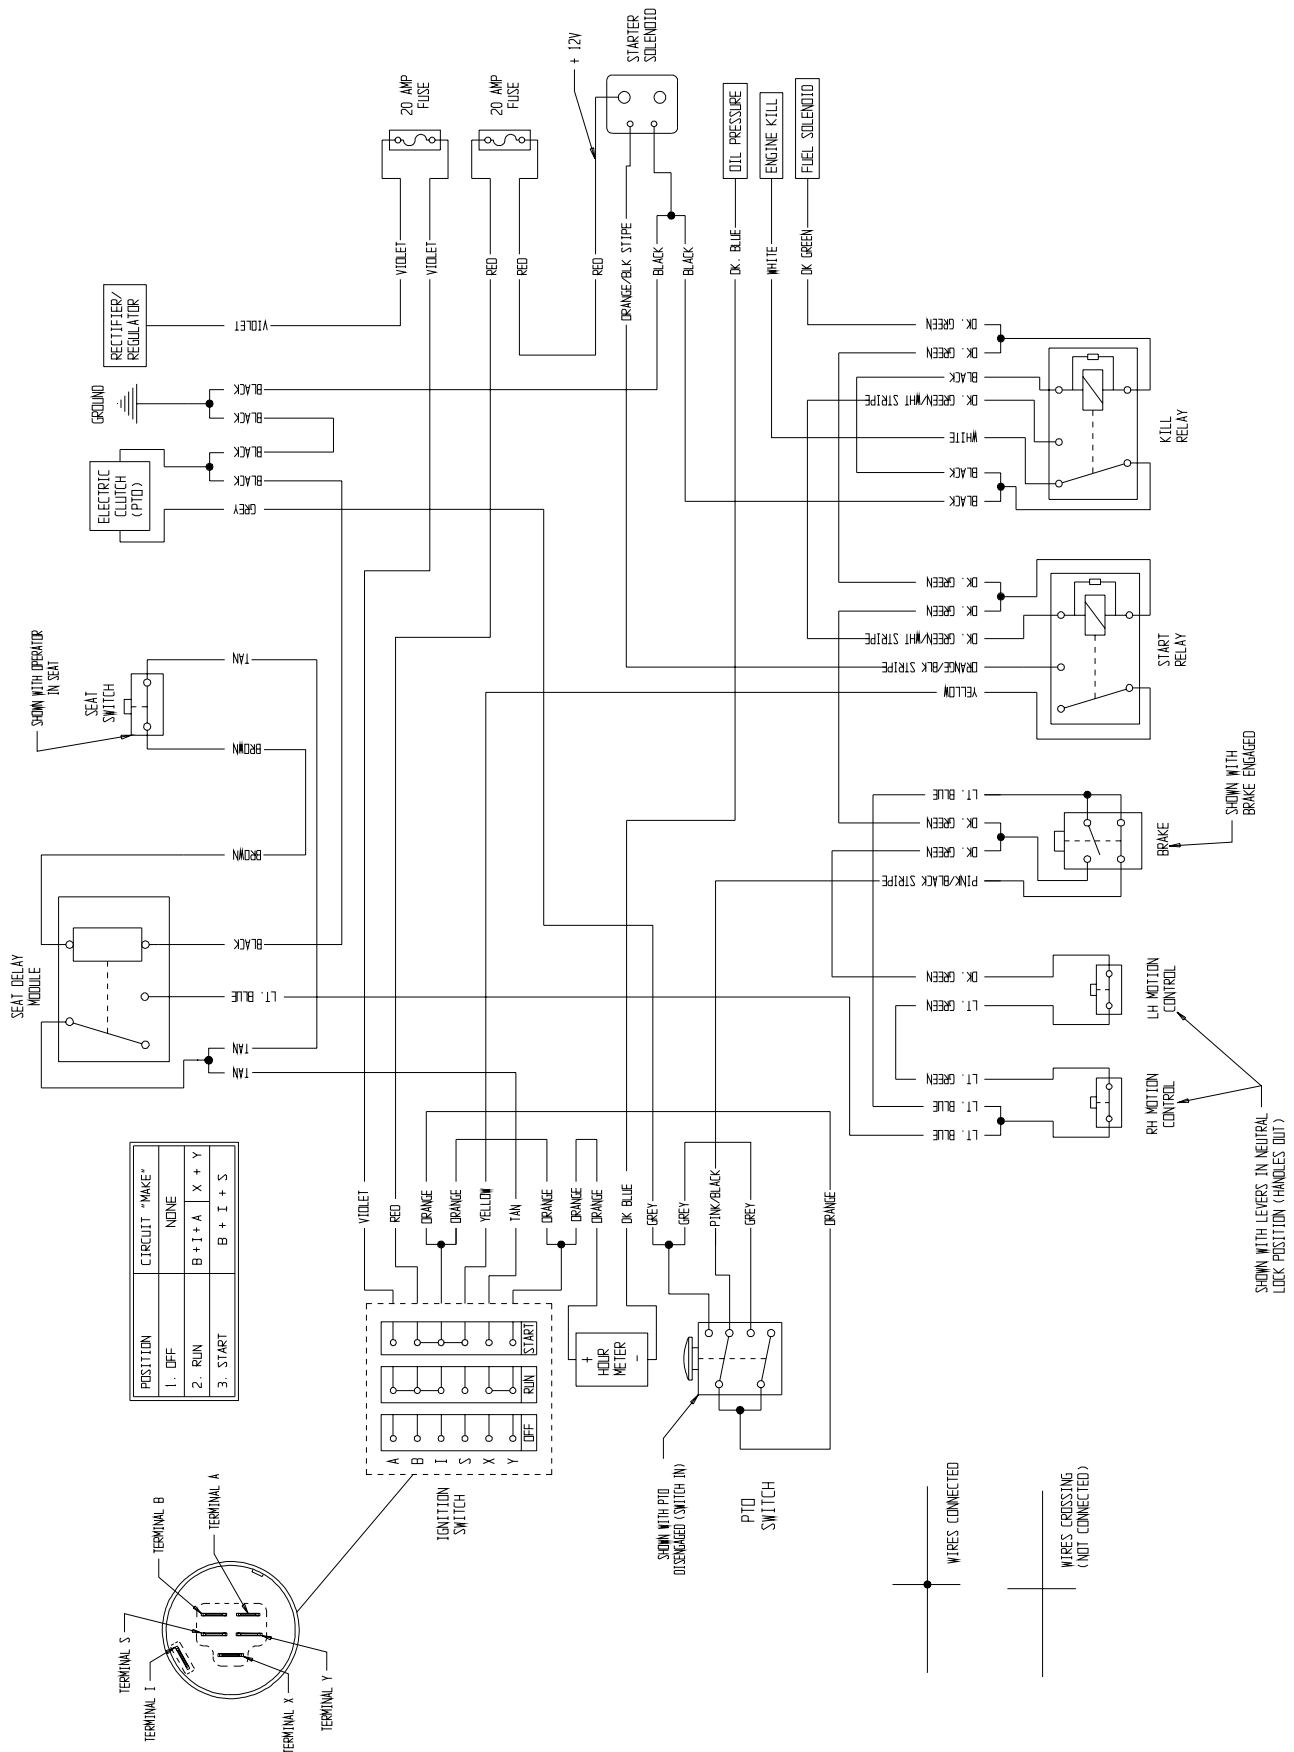 STARTER
SOLENOID
+ 12V
20 AMP
FUSE
20 AMP
FUSE
OIL PRESSURE
ENGINE KILL
FUEL SOLENOID
VIOLET
VIOLET
RED
RED
RED
ORANGE/BLK STIPE
BLACK
BLACK
DK. BLUE
WHITE
DK GREEN
RECTIFIER/
REGULATOR
VIOLET
GROUND
BLACK
BLACK
ELECTRIC
CLUTCH
(PTO)
BLACK
BLACK
GREY
DK. GREEN
DK. GREEN
BLACK
DK. GREEN/WHT STRIPE
WHITE
BLACK
BLACK
KILL
RELAY
DK. GREEN
DK. GREEN
DK. GREEN/WHT STRIPE
ORANGE/BLK STRIPE
YELLOW
START
RELAY
SHOWN WITH OPERATOR
IN SEAT
SEAT
SWITCH
TAN
BROWN
BROWN
SEAT DELAY
MODULE
BLACK
LT. BLUE
TAN
TAN
LT. BLUE
DK. GREEN
DK. GREEN
PINK/BLACK STRIPE
BRAKE
SHOWN WITH
BRAKE ENGAGED
DK. GREEN
LT. GREEN
LH MOTION
CONTROL
LT. GREEN
LT. BLUE
LT. BLUE
RH MOTION
CONTROL
SHOWN WITH LEVERS IN NEUTRAL
LOCK POSITION (HANDLES OUT)
POSITION CIRCUIT "MAKE"
1. OFF NONE
2. RUN B + I + A X + Y
3. START B + I + S
VIOLET
RED
ORANGE
ORANGE
YELLOW
TAN
ORANGE
ORANGE
ORANGE
DK BLUE
GREY
GREY
PINK/BLACK
GREY
ORANGE
START
RUN
OFF
A
B
I
S
X
Y
IGNITION
SWITCH
+
HOUR
METER
-
SHOWN WITH PTO
DISENGAGED (SWITCH IN)
PTO
SWITCH
TERMINAL B
TERMINAL A
TERMINAL S
TERMINAL I
TERMINAL X
TERMINAL Y
WIRES CONNECTED
WIRES CROSSING
(NOT CONNECTED)